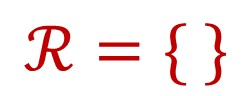 ℛ = { }